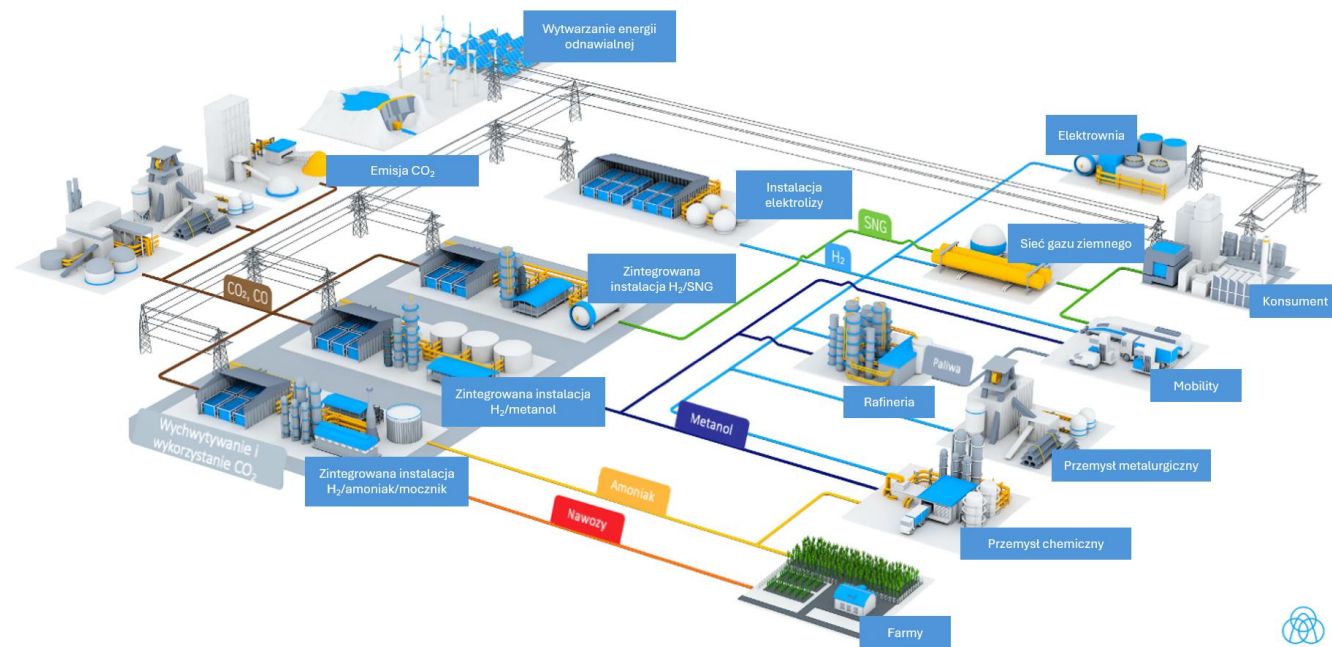 Wytwarzanie energii
odnawialnej
Elektrownia
Emisja CO₂
Instalacja
elektrolizy
SNG
Sieć gazu ziemnego
H₂
Zintegrowana
instalacja H₂/SNG
CO₂, CO
Konsument
Paliwa
Mobility
Zintegrowana instalacja
H₂/metanol
Rafineria
Metanol
Wychwytywanie i
wykorzystanie CO₂
Przemysł metalurgiczny
Zintegrowana instalacja
H₂/amoniak/mocznik
Amoniak
Nawozy
Przemysł chemiczny
Farmy